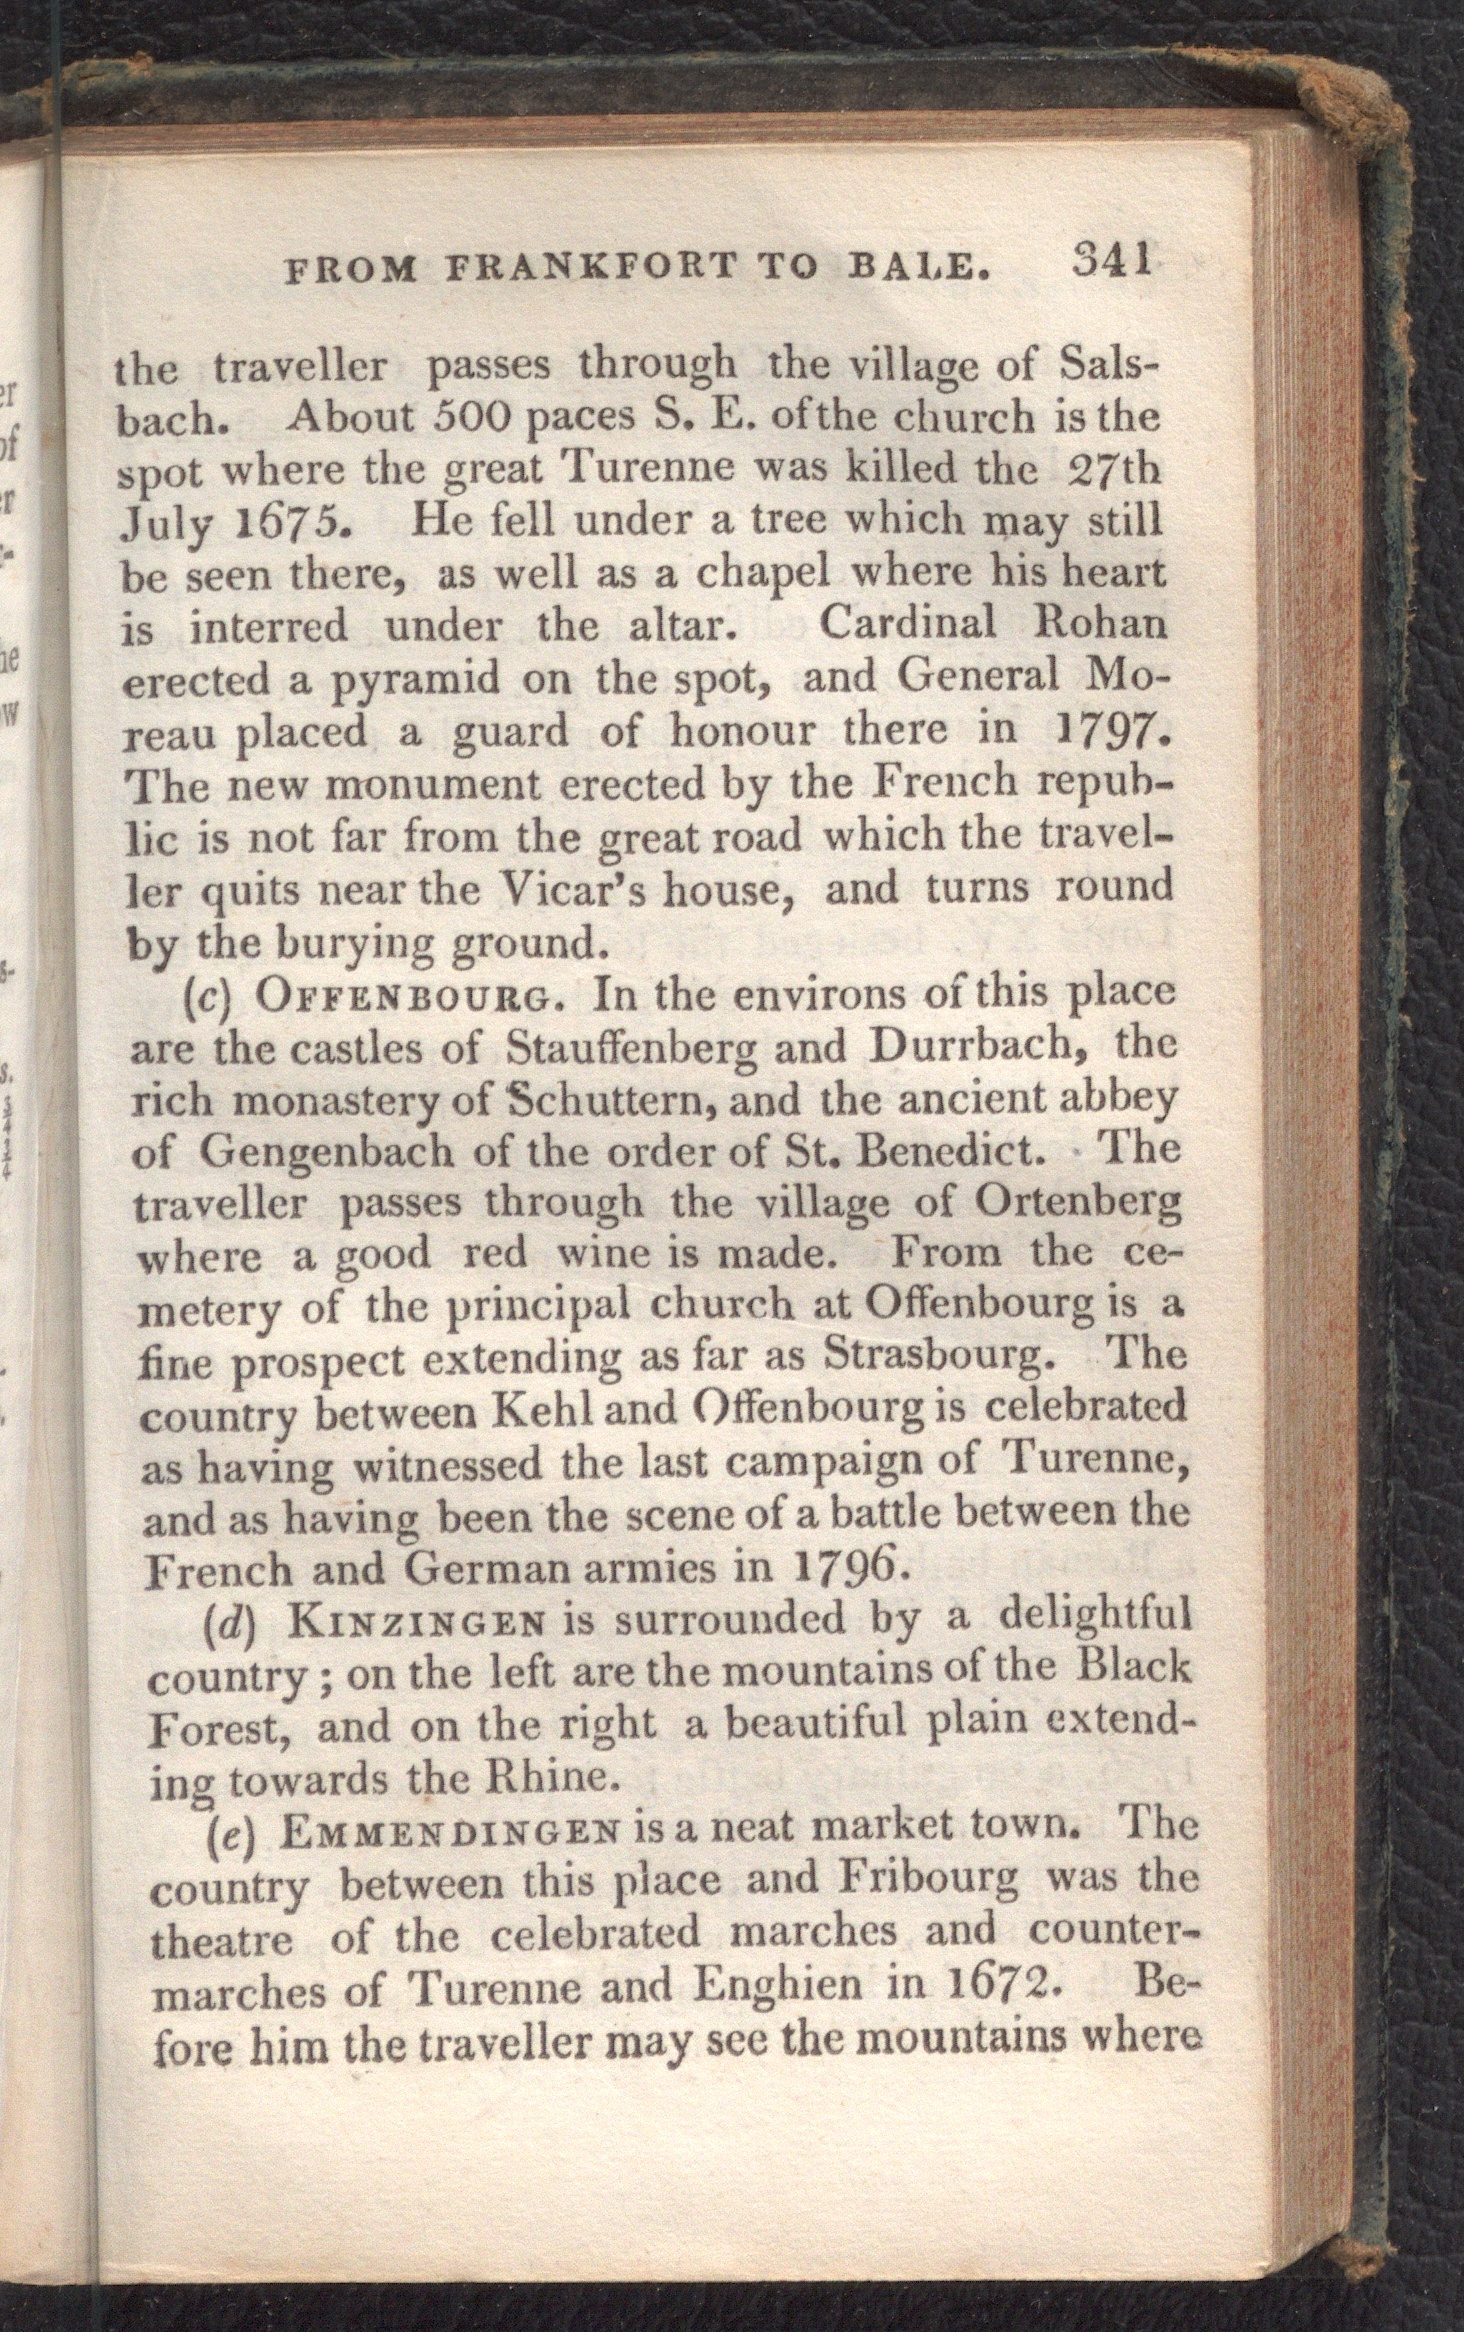 FROM FRANKFORT TO BALE. 341
the traveller passes through the village of Sals-
bach. About 500 paces S. E. of the church is the
spot where the great Turenne was killed the 27th
July 1675. He fell under a tree which may still
be seen there, as well as a chapel where his heart
is interred under the altar. Cardinal Rohan
erected a pyramid on the spot, and General Mo-
reau placed a guard of honour there in 1797.
The new monument erected by the French repub-
lic is not far from the great road which the travel-
ler quits near the Vicar's house, and turns round
by the burying ground.
(c) OFFENBOURG. In the environs of this place
are the castles of Stauffenberg and Durrbach, the
rich monastery of Schuttern, and the ancient abbey
of Gengenbach of the order of St. Benedict. The
traveller passes through the village of Ortenberg
where a good red wine is made. From the ce-
metery of the principal church at Offenbourg is a
fine prospect extending as far as Strasbourg. The
country between Kehl and Offenbourg is celebrated
as having witnessed the last campaign of Turenne,
and as having been the scene of a battle between the
French and German armies in 1796.
(d) KINZINGEN is surrounded by a delightful
country; on the left are the mountains of the Black
Forest, and on the right a beautiful plain extend-
ing towards the Rhine.
(e) EMMENDINGEN is a neat market town. The
country between this place and Fribourg was the
theatre of the celebrated marches and counter-
marches of Turenne and Enghien in 1672. Be-
fore him the traveller may see the mountains where